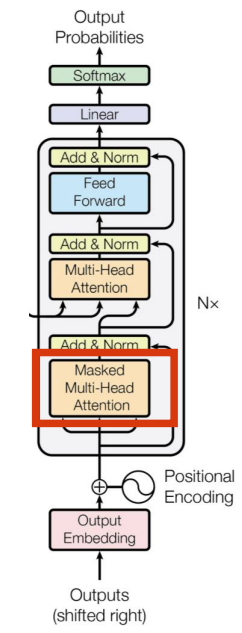 Output
Probabilities
Softmax
Linear
Add & Norm
Feed
Forward
Add & Norm
Multi-Head
Attention
N×
Add & Norm
Masked
Multi-Head
Attention
Positional
Encoding
Output
Embedding
Outputs
(shifted right)